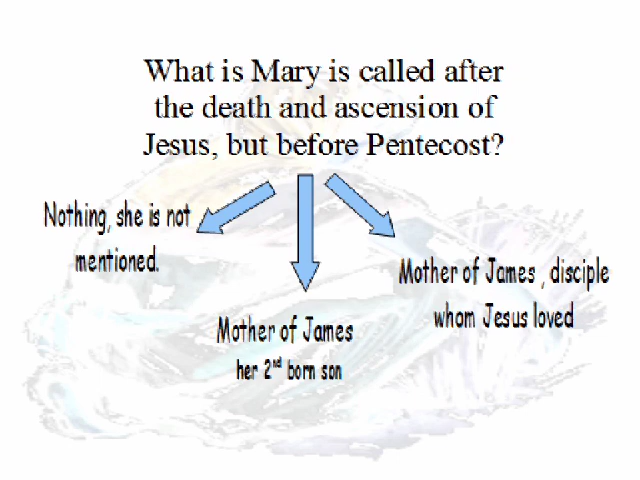 What is Mary is called after
the death and ascension of
Jesus, but before Pentecost?
Nothing, she is not
mentioned.
Mother of James
her 2nd born son
Mother of James , disciple
whom Jesus loved